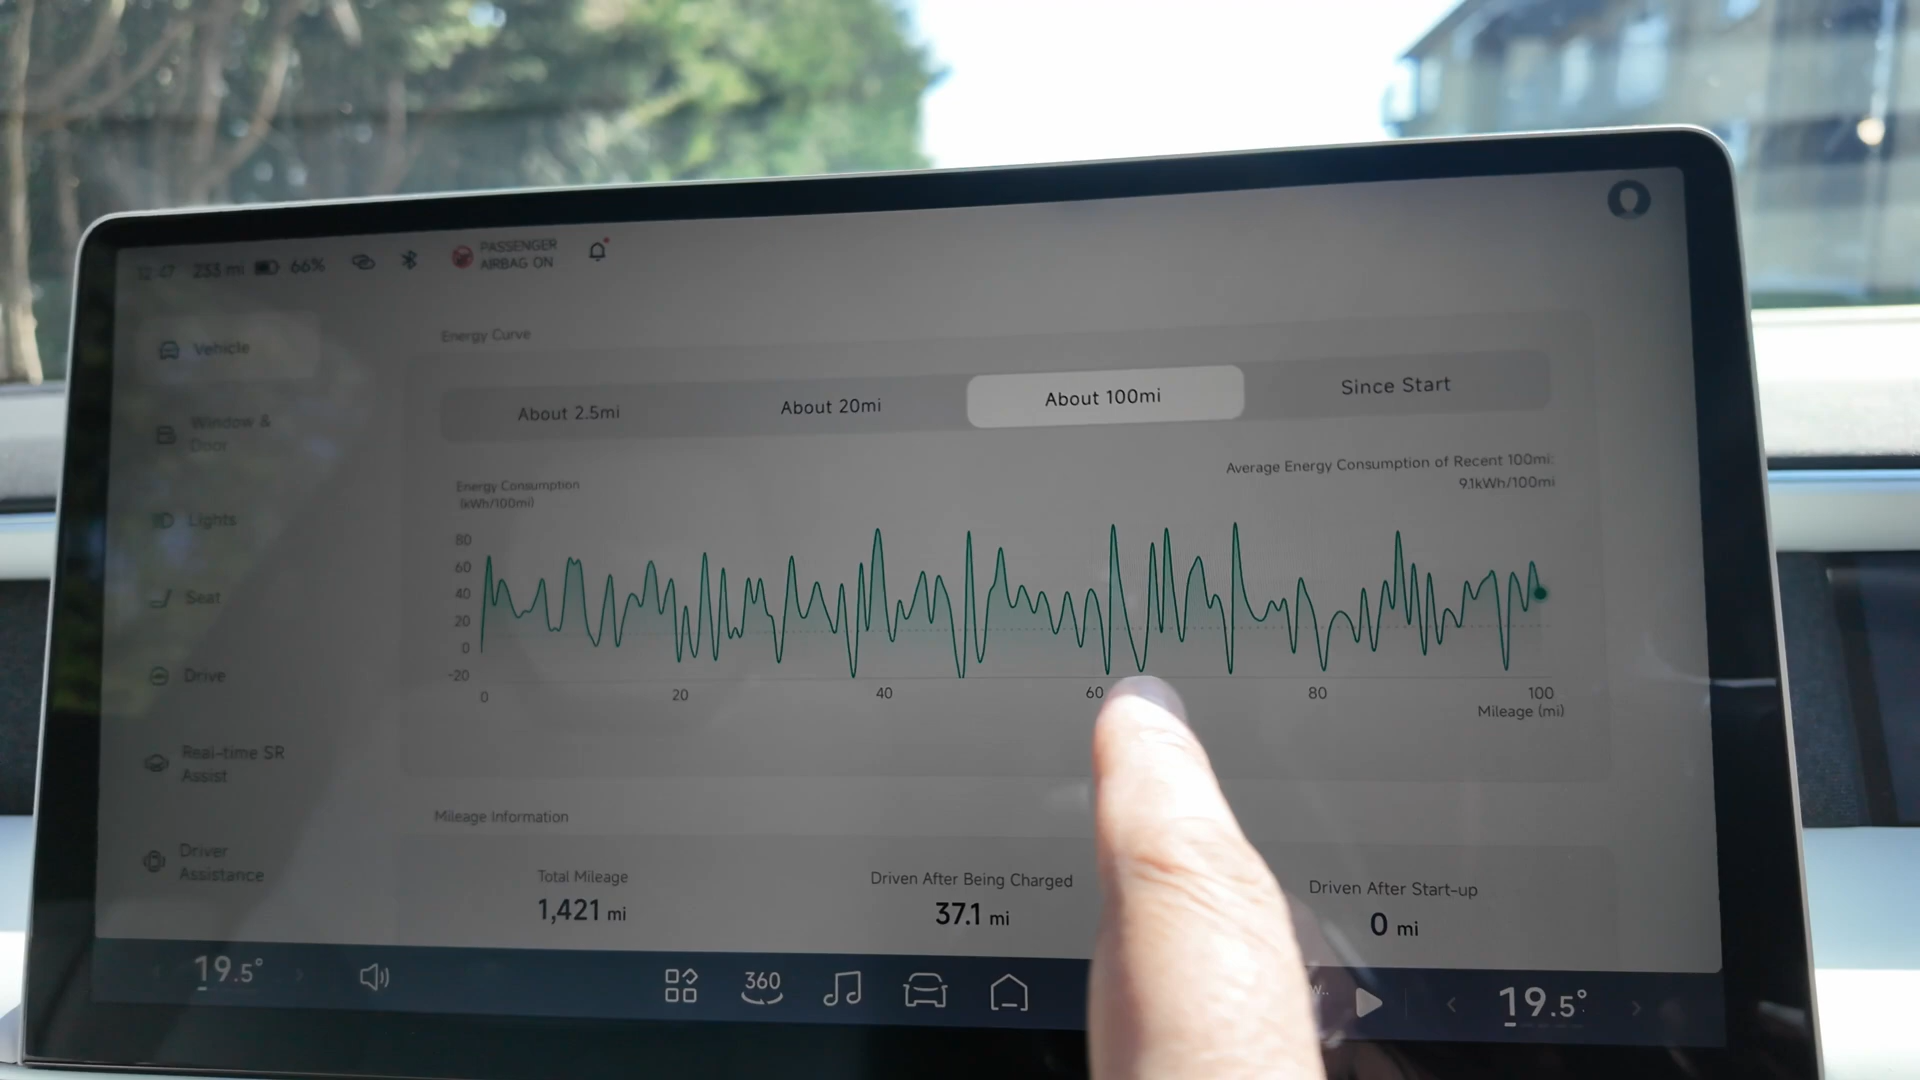 12:47 233 mi 66%
PASSENGER
AIRBAG ON
Vehicle
Window &
Door
Lights
Seat
Drive
Real-time SR
Assist
Driver
Assistance
Energy Curve
About 2.5mi About 20mi About 100mi Since Start
Energy Consumption
(kWh/100mi)
Average Energy Consumption of Recent 100mi:
9.1kWh/100mi
80
60
40
20
0
-20
0 20 40 60 80 100
Mileage (mi)
Mileage Information
Total Mileage
1,421 mi
Driven After Being Charged
37.1 mi
Driven After Start-up
0 mi
19.5° 360 19.5°